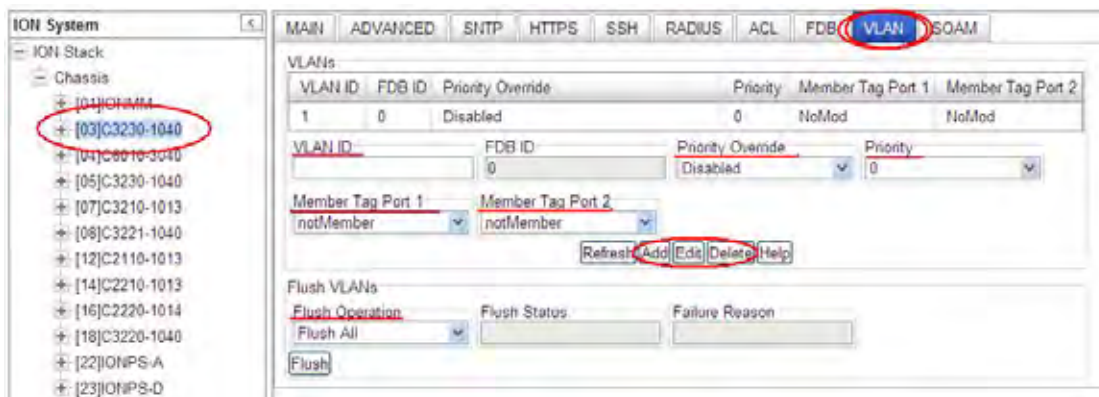 ION System
ION Stack
Chassis
[01]IONMM
[03]C3230-1040
[04]C6010-3040
[05]C3230-1040
[07]C3210-1013
[08]C3221-1040
[12]C2110-1013
[14]C2210-1013
[16]C2220-1014
[18]C3220-1040
[22]IONPS-A
[23]IONPS-D
MAIN ADVANCED SNTP HTTPS SSH RADIUS ACL FDB VLAN SOAM
VLANs
VLAN ID FDB ID Priority Override Priority Member Tag Port 1 Member Tag Port 2
1 0 Disabled 0 NoMod NoMod
VLAN ID FDB ID Priority Override Priority
0 Disabled 0
Member Tag Port 1 Member Tag Port 2
notMember notMember
Refresh Add Edit Delete Help
Flush VLANs
Flush Operation Flush Status Failure Reason
Flush All
Flush